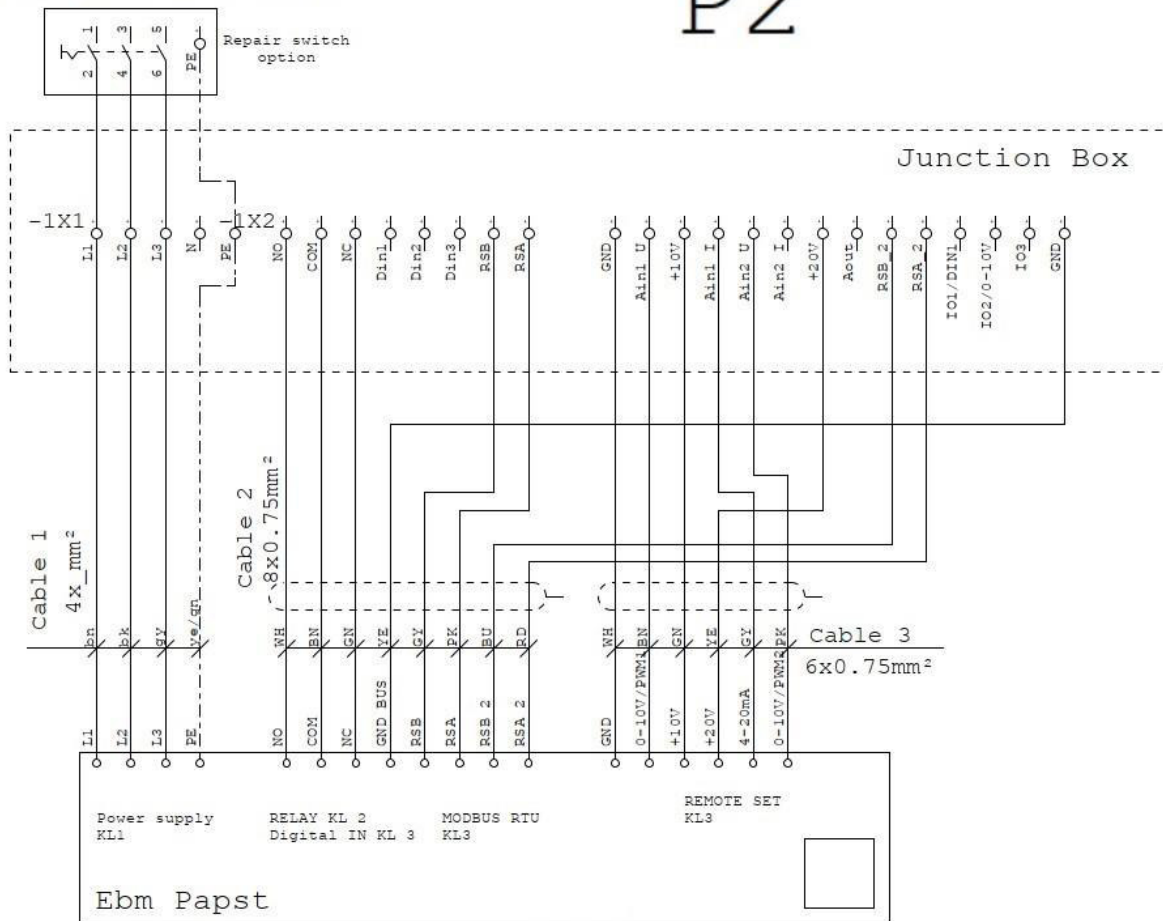 P2
1 3 5
2 4 6 PE
Repair switch
option
Junction Box
-1X1
L1 L2 L3 N PE
-1X2
NO COM NC Din1 Din2 Din3 RSB RSA
GND Ain1 U +10V Ain1 I Ain2 U Ain2 I +20V Aout RSB_2 RSA_2 IO1/DIN1 IO2/0-10V IO3 GND
Cable 1
4x_mm²
Cable 2
8x0.75mm²
bn bk gy ye/gn
WH BN GN YE GY PK BU RD
WH BN GN YE GY PK
Cable 3
6x0.75mm²
L1 L2 L3 PE
NO COM NC GND BUS RSB RSA RSB 2 RSA 2
GND 0-10V/PWM1 +10V +20V 4-20mA 0-10V/PWM2
Power supply
KL1
RELAY KL 2
Digital IN KL 3
MODBUS RTU
KL3
REMOTE SET
KL3
Ebm Papst